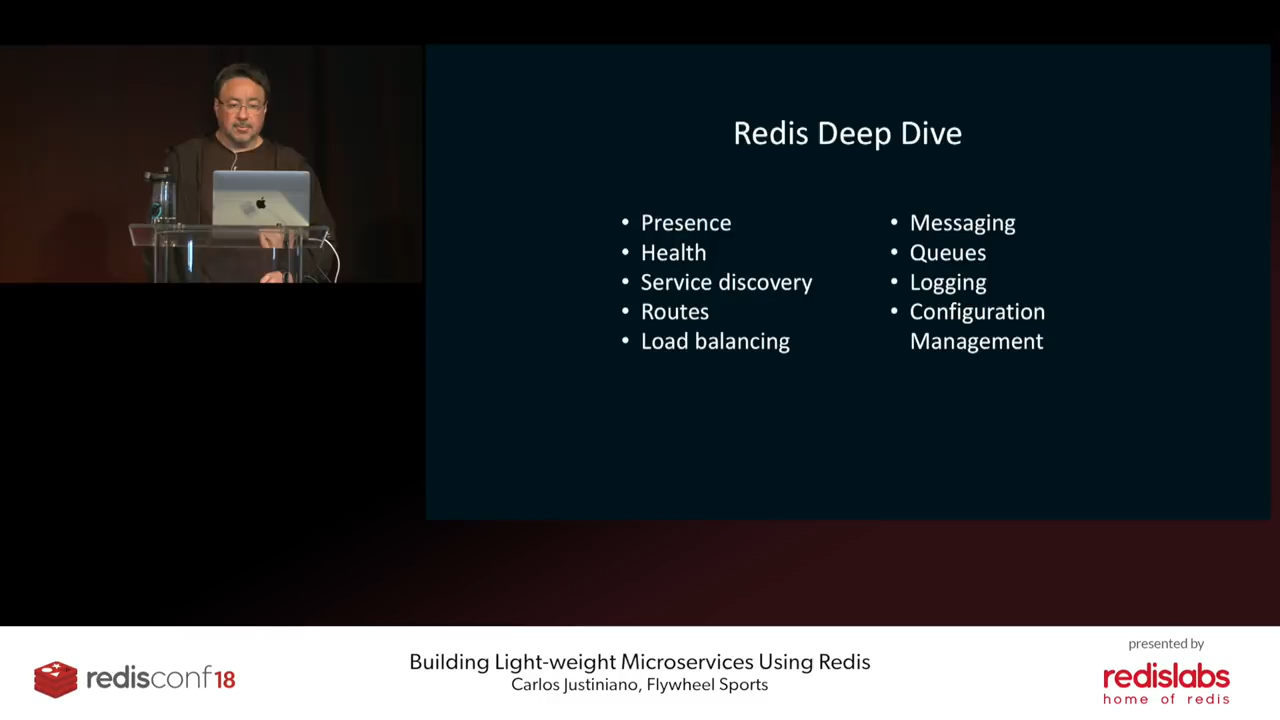 Redis Deep Dive
• Presence
• Health
• Service discovery
• Routes
• Load balancing
• Messaging
• Queues
• Logging
• Configuration
Management
redisconf18
Building Light-weight Microservices Using Redis
Carlos Justiniano, Flywheel Sports
presented by
redislabs
home of redis